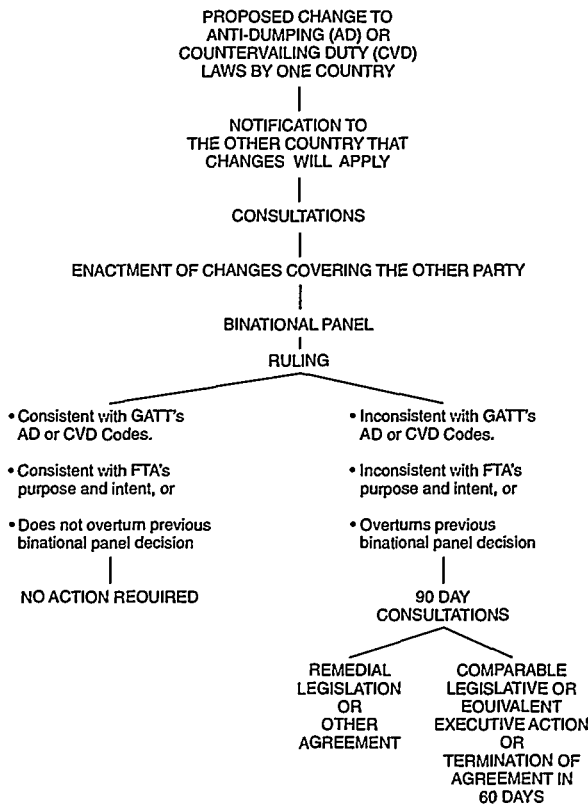 PROPOSED CHANGE TO
ANTI-DUMPING (AD) OR
COUNTERVAILING DUTY (CVD)
LAWS BY ONE COUNTRY
NOTIFICATION TO
THE OTHER COUNTRY THAT
CHANGES WILL APPLY
CONSULTATIONS
ENACTMENT OF CHANGES COVERING THE OTHER PARTY
BINATIONAL PANEL
RULING
• Consistent with GATT's
AD or CVD Codes.
• Consistent with FTA's
purpose and intent, or
• Does not overturn previous
binational panel decision
NO ACTION REQUIRED
• Inconsistent with GATT's
AD or CVD Codes.
• Inconsistent with FTA's
purpose and intent, or
• Overturns previous
binational panel decision
90 DAY
CONSULTATIONS
REMEDIAL
LEGISLATION
OR
OTHER
AGREEMENT
COMPARABLE
LEGISLATIVE OR
EQUIVALENT
EXECUTIVE ACTION
OR
TERMINATION OF
AGREEMENT IN
60 DAYS